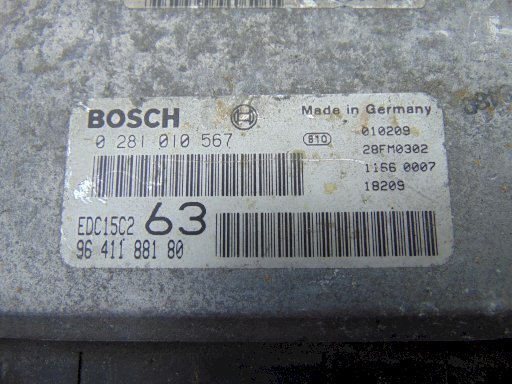 BOSCH
Made in Germany
0 281 010 567
B10
010209
28FM0302
1166 0007
18209
EDC15C2
63
96 411 881 80